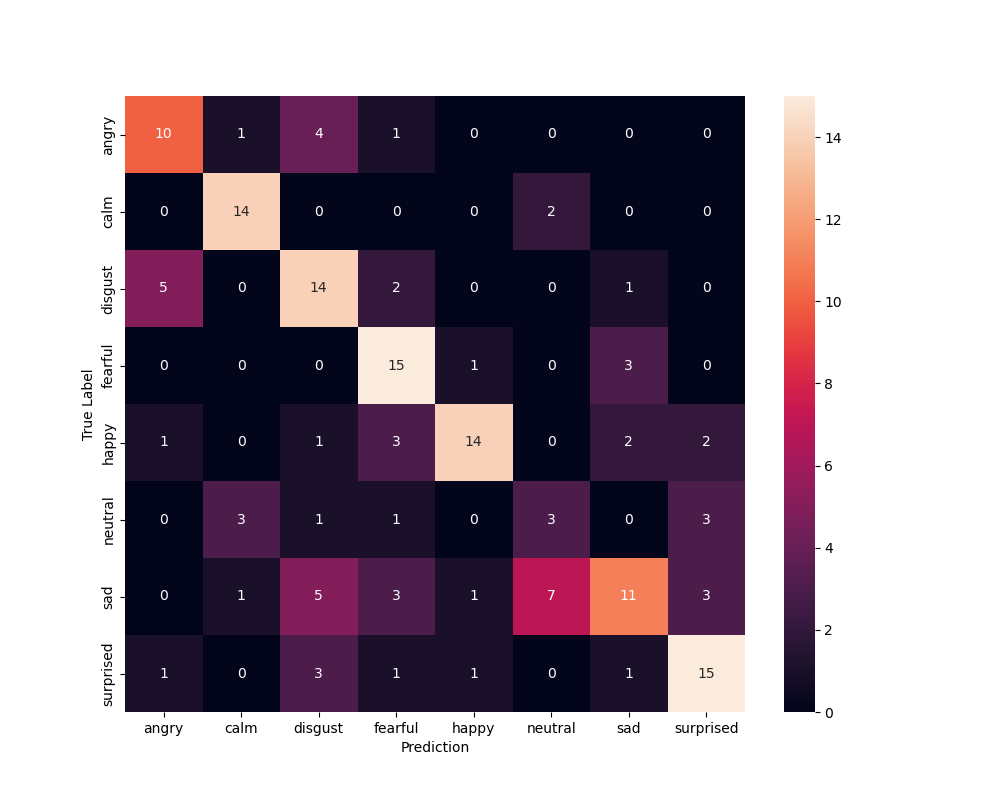 angry 10 1 4 1 0 0 0 0
calm 0 14 0 0 0 2 0 0
disgust 5 0 14 2 0 0 1 0
fearful 0 0 0 15 1 0 3 0
happy 1 0 1 3 14 0 2 2
neutral 0 3 1 1 0 3 0 3
sad 0 1 5 3 1 7 11 3
surprised 1 0 3 1 1 0 1 15
True Label
angry calm disgust fearful happy neutral sad surprised
Prediction
14
12
10
8
6
4
2
0